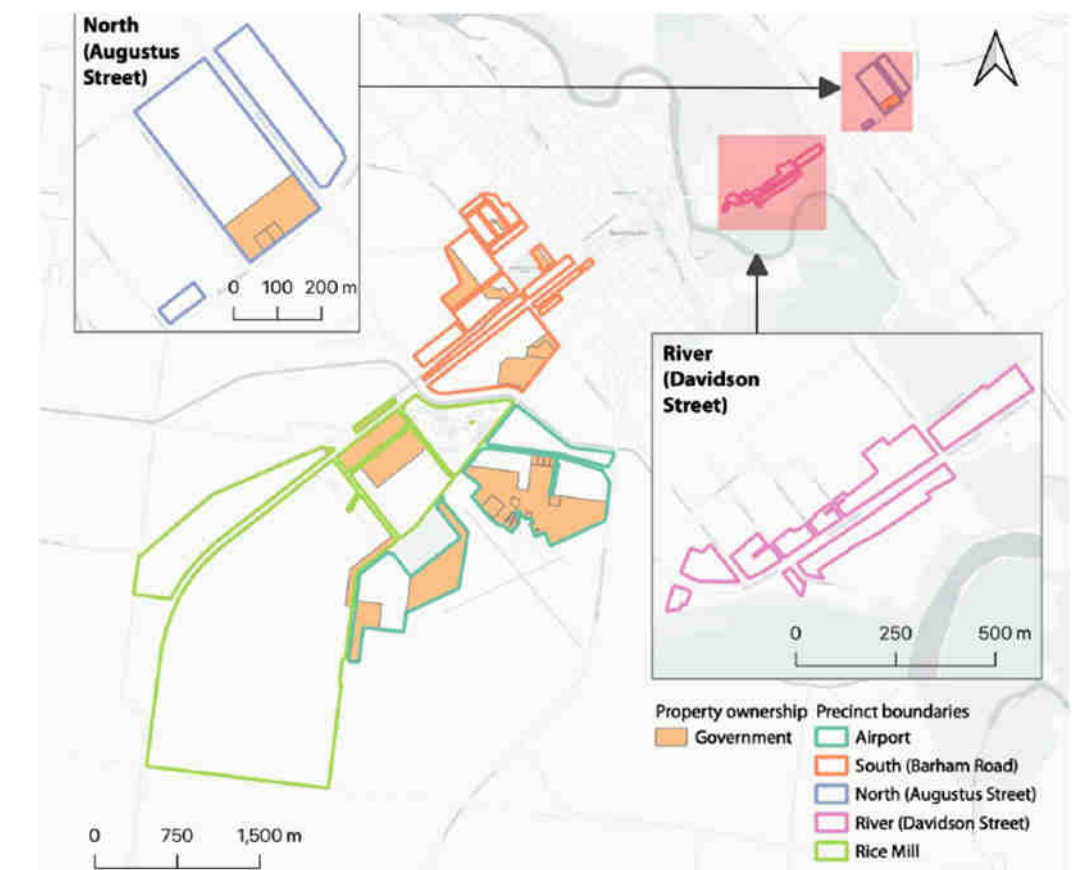 North
(Augustus
Street)
0 100 200 m
River
(Davidson
Street)
0 250 500 m
Property ownership Precinct boundaries
Government
Airport
South (Barham Road)
North (Augustus Street)
River (Davidson Street)
Rice Mill
0 750 1,500 m